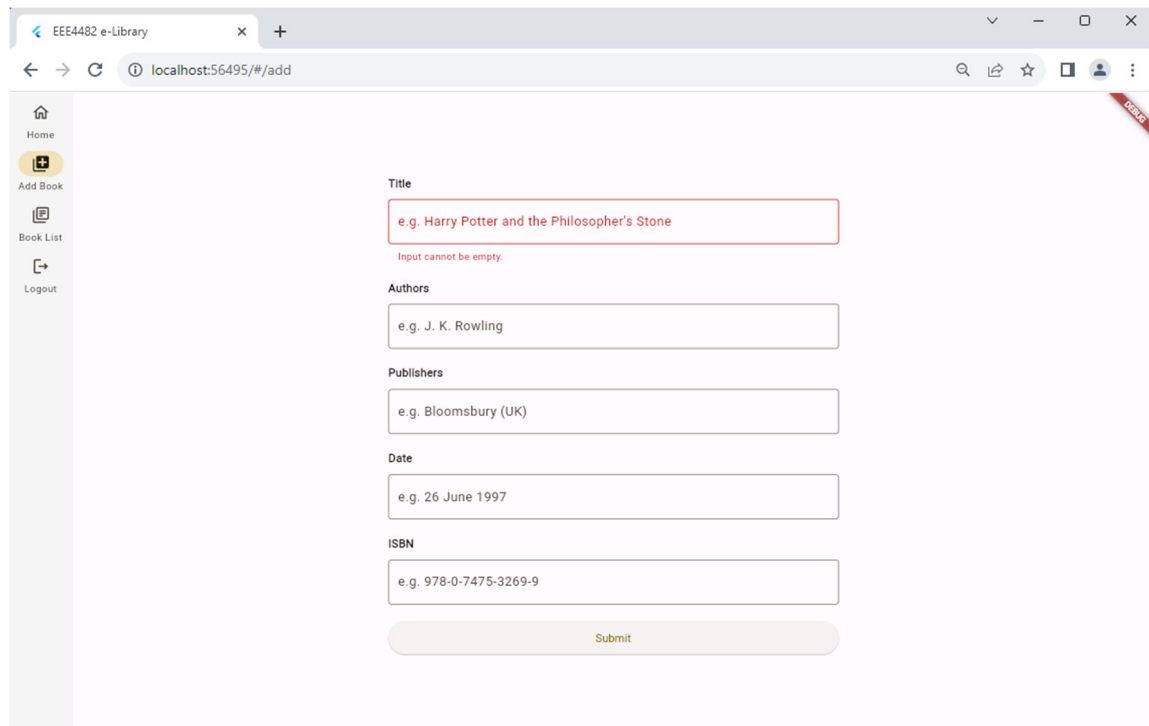 EEE4482 e-Library
localhost:56495/#/add
DEBUG
Home
Add Book
Book List
Logout
Title
e.g. Harry Potter and the Philosopher's Stone
Input cannot be empty.
Authors
e.g. J. K. Rowling
Publishers
e.g. Bloomsbury (UK)
Date
e.g. 26 June 1997
ISBN
e.g. 978-0-7475-3269-9
Submit